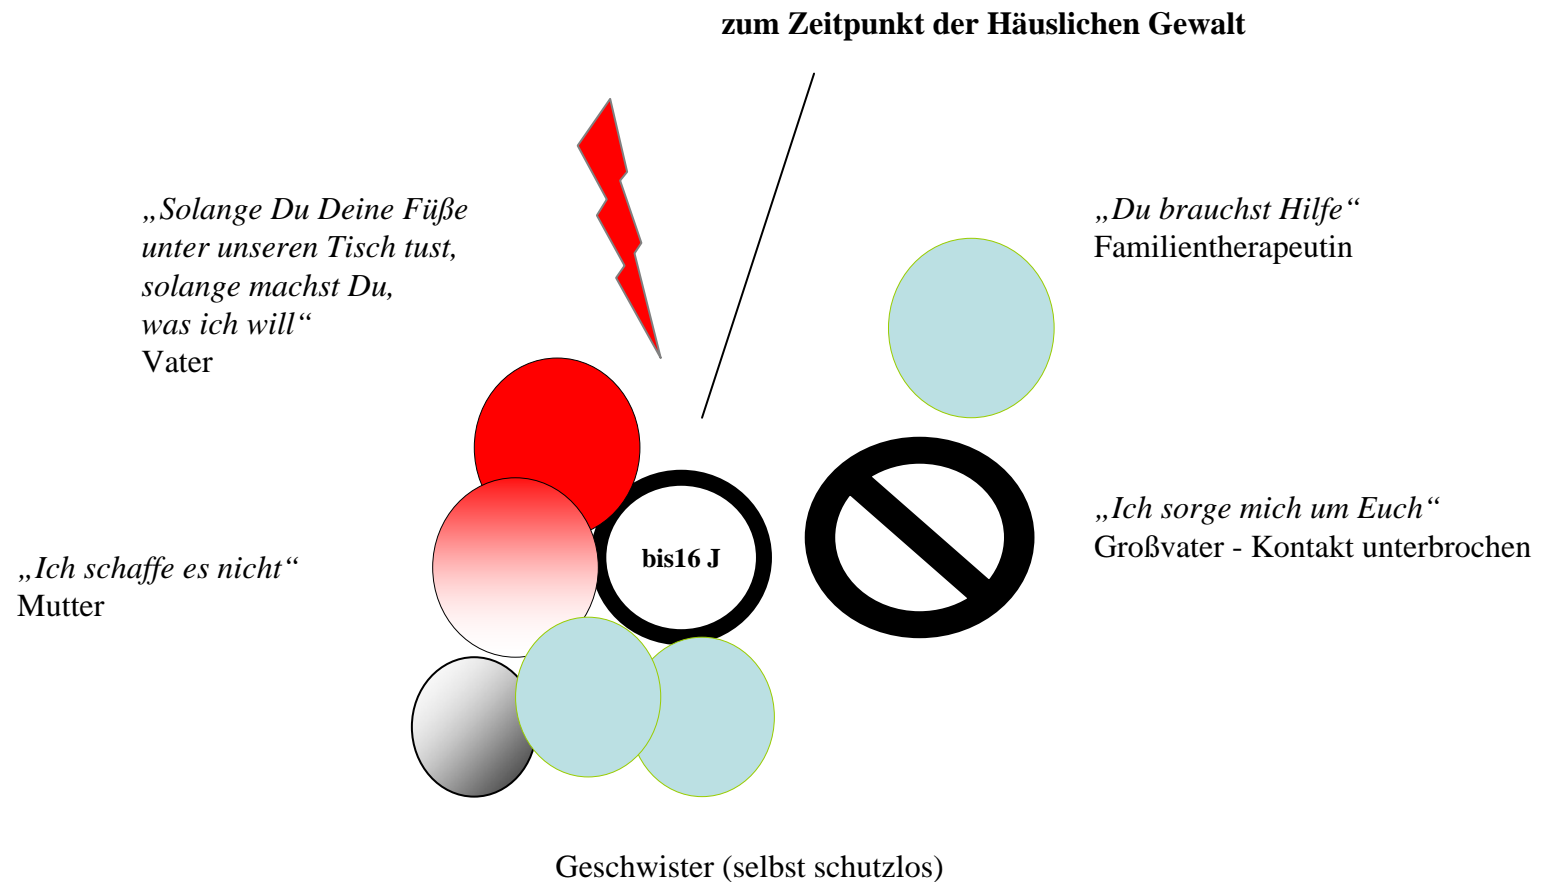 zum Zeitpunkt der Häuslichen Gewalt
„Solange Du Deine Füße
unter unseren Tisch tust,
solange machst Du,
was ich will“
Vater
„Du brauchst Hilfe“
Familientherapeutin
„Ich schaffe es nicht“
Mutter
bis16 J
„Ich sorge mich um Euch“
Großvater - Kontakt unterbrochen
Geschwister (selbst schutzlos)